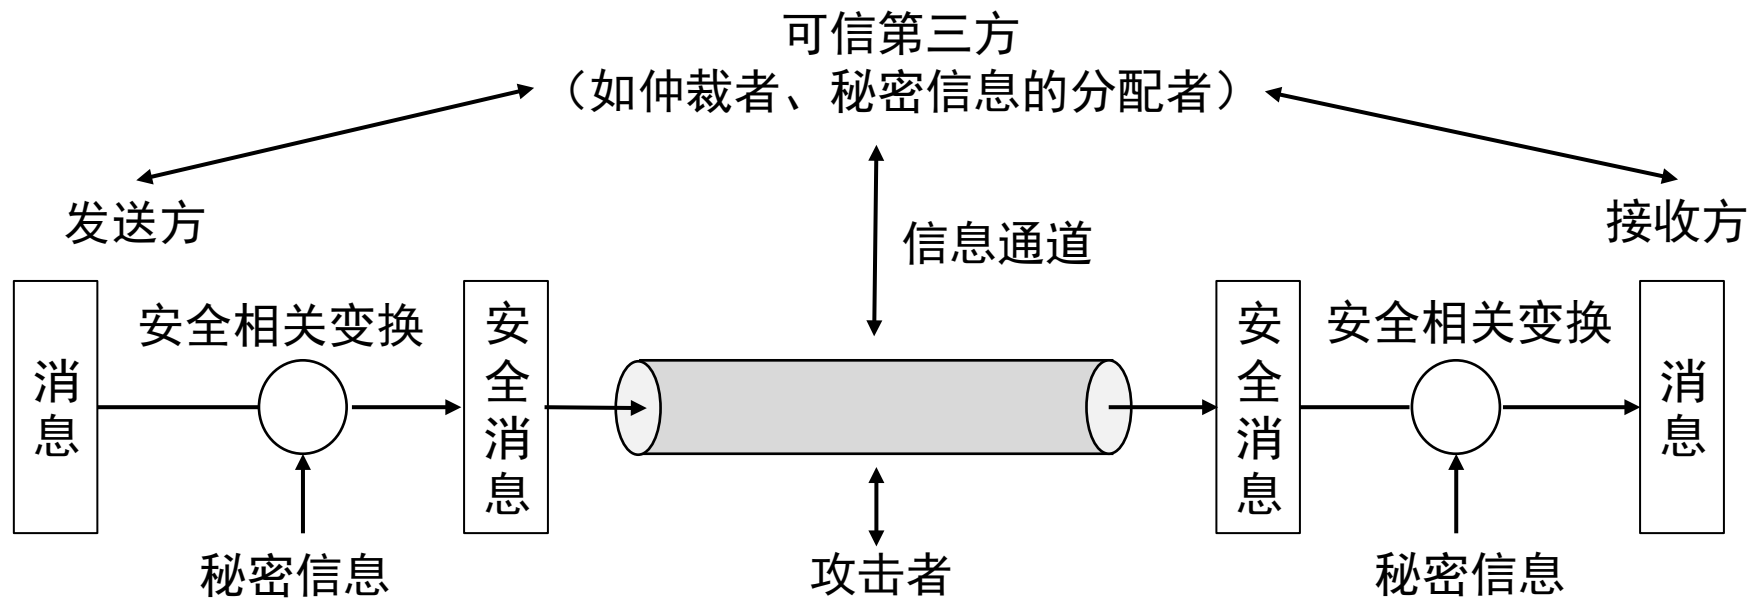 可信第三方
（如仲裁者、秘密信息的分配者）
发送方
接收方
信息通道
消息
安全相关变换
安全消息
安全消息
安全相关变换
消息
秘密信息
攻击者
秘密信息